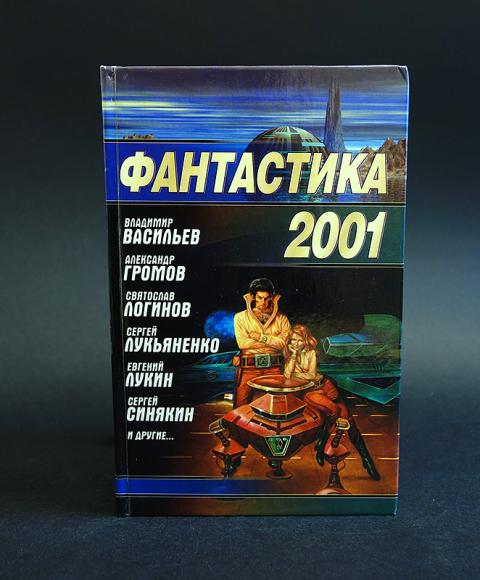 ФАНТАСТИКА
2001
ВЛАДИМИР
ВАСИЛЬЕВ
АЛЕКСАНДР
ГРОМОВ
СВЯТОСЛАВ
ЛОГИНОВ
СЕРГЕЙ
ЛУКЬЯНЕНКО
ЕВГЕНИЙ
ЛУКИН
СЕРГЕЙ
СИНЯКИН
И ДРУГИЕ...